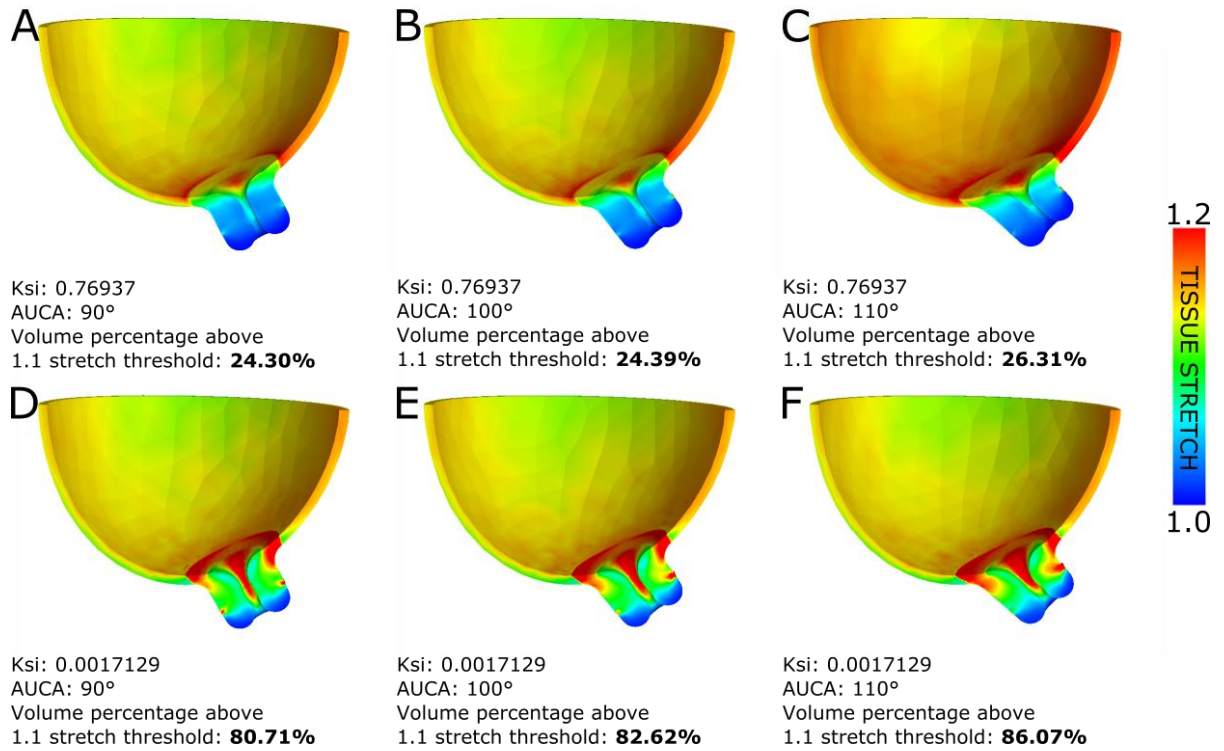 A
B
C
Ksi: 0.76937
AUCA: 90°
Volume percentage above
1.1 stretch threshold: 24.30%
Ksi: 0.76937
AUCA: 100°
Volume percentage above
1.1 stretch threshold: 24.39%
Ksi: 0.76937
AUCA: 110°
Volume percentage above
1.1 stretch threshold: 26.31%
1.2
TISSUE STRETCH
1.0
D
E
F
Ksi: 0.0017129
AUCA: 90°
Volume percentage above
1.1 stretch threshold: 80.71%
Ksi: 0.0017129
AUCA: 100°
Volume percentage above
1.1 stretch threshold: 82.62%
Ksi: 0.0017129
AUCA: 110°
Volume percentage above
1.1 stretch threshold: 86.07%